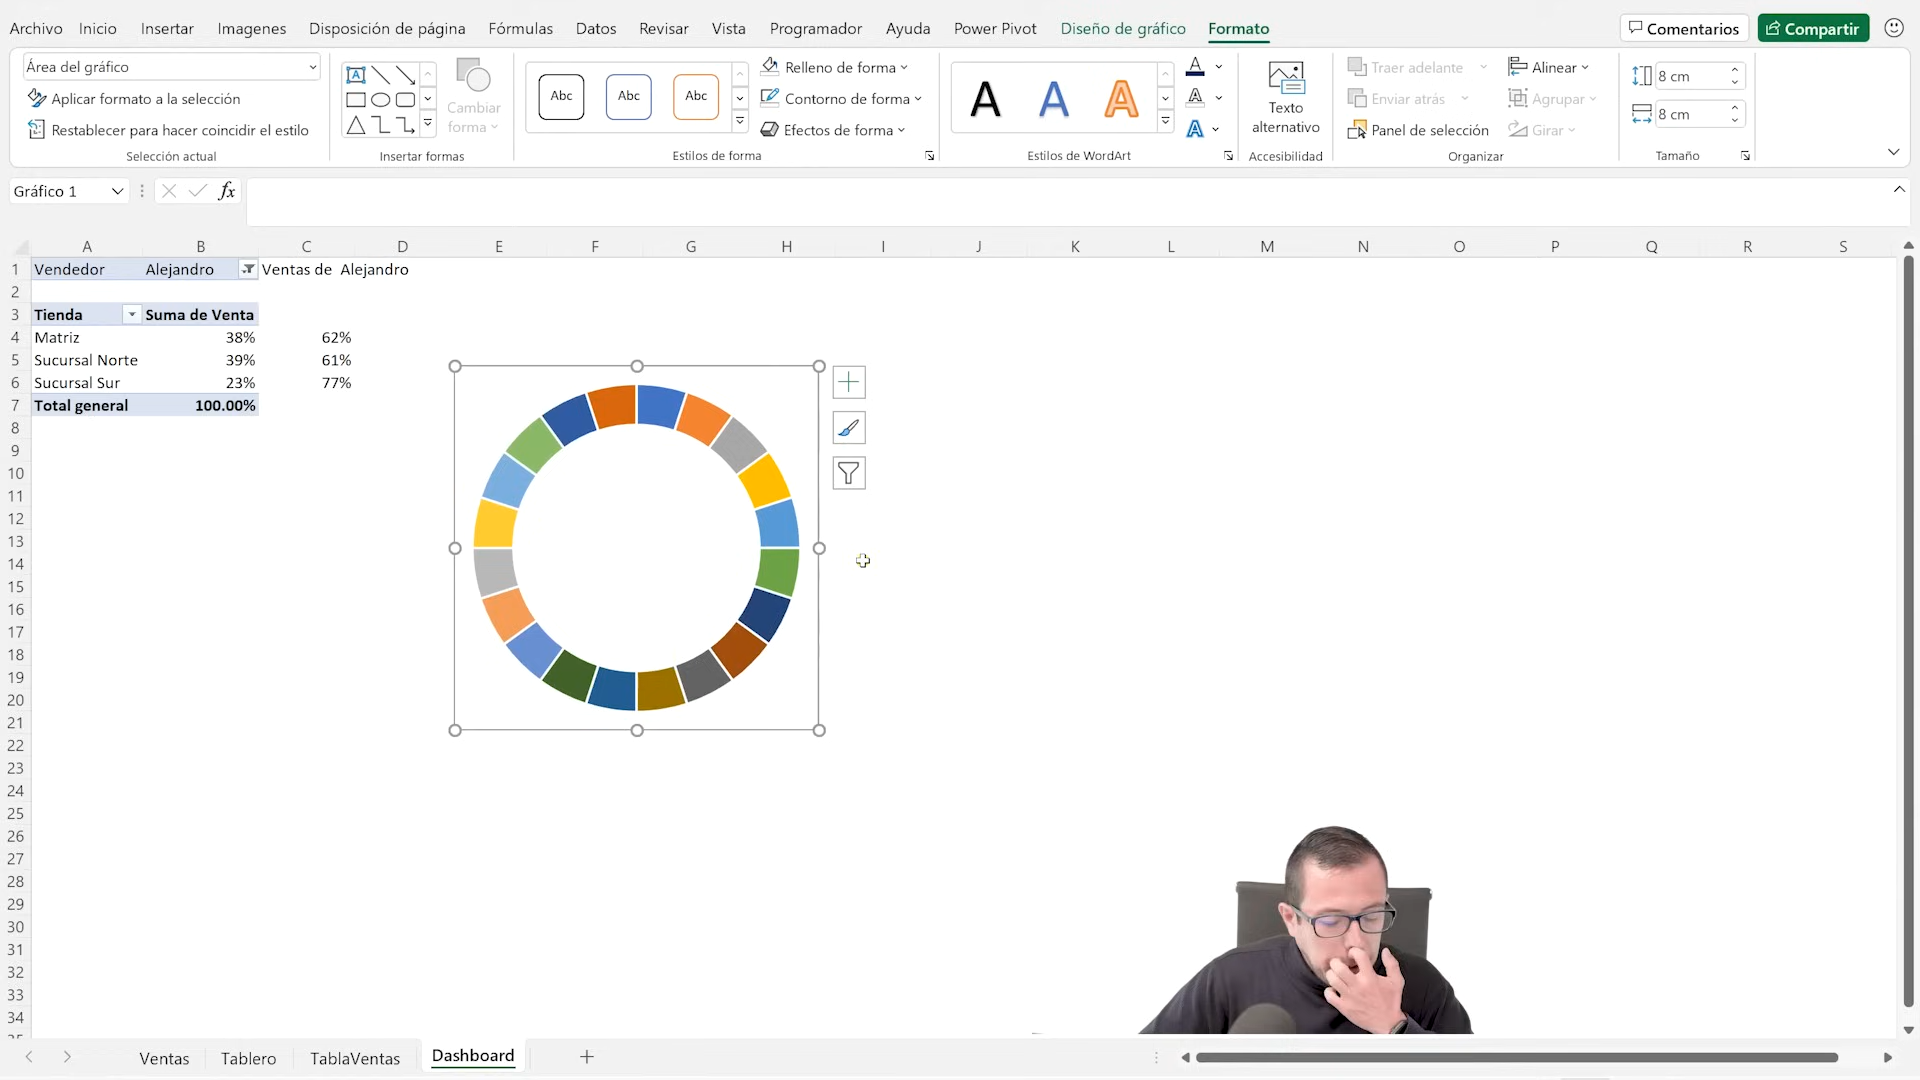 Archivo Inicio Insertar Imagenes Disposición de página Fórmulas Datos Revisar Vista Programador Ayuda Power Pivot Diseño de gráfico Formato Comentarios Compartir
Área del gráfico
Aplicar formato a la selección
Restablecer para hacer coincidir el estilo
Selección actual
Cambiar
forma
Insertar formas
Abc Abc Abc
Relleno de forma
Contorno de forma
Efectos de forma
Estilos de forma
A A A
Estilos de WordArt
Texto
alternativo
Accesibilidad
Traer adelante
Enviar atrás
Panel de selección
Alinear
Agrupar
Girar
Organizar
8 cm
8 cm
Tamaño
Gráfico 1 fx
A B C D E F G H I J K L M N O P Q R S
1 Vendedor Alejandro Ventas de Alejandro
2
3 Tienda Suma de Venta
4 Matriz 38% 62%
5 Sucursal Norte 39% 61%
6 Sucursal Sur 23% 77%
7 Total general 100.00%
8
9
10
11
12
13
14
15
16
17
18
19
20
21
22
23
24
25
26
27
28
29
30
31
32
33
34
Ventas Tablero TablaVentas Dashboard